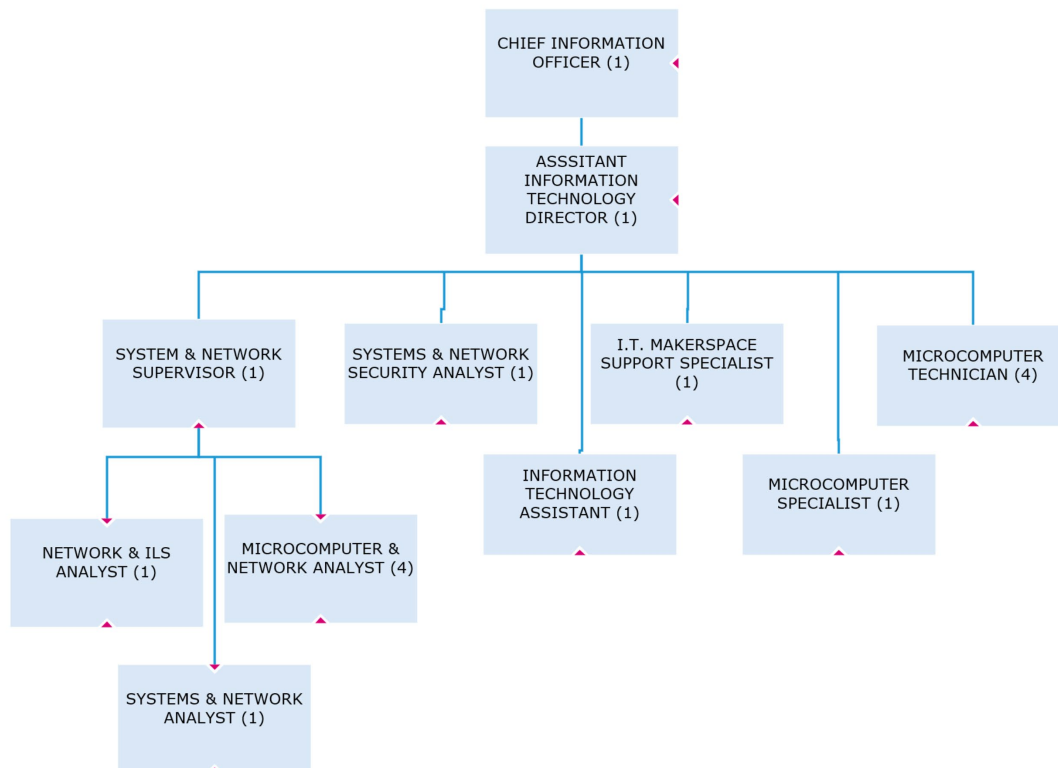 CHIEF INFORMATION
OFFICER (1)
ASSSITANT
INFORMATION
TECHNOLOGY
DIRECTOR (1)
SYSTEM & NETWORK
SUPERVISOR (1)
SYSTEMS & NETWORK
SECURITY ANALYST (1)
I.T. MAKERSPACE
SUPPORT SPECIALIST
(1)
MICROCOMPUTER
TECHNICIAN (4)
INFORMATION
TECHNOLOGY
ASSISTANT (1)
MICROCOMPUTER
SPECIALIST (1)
NETWORK & ILS
ANALYST (1)
MICROCOMPUTER &
NETWORK ANALYST (4)
SYSTEMS & NETWORK
ANALYST (1)